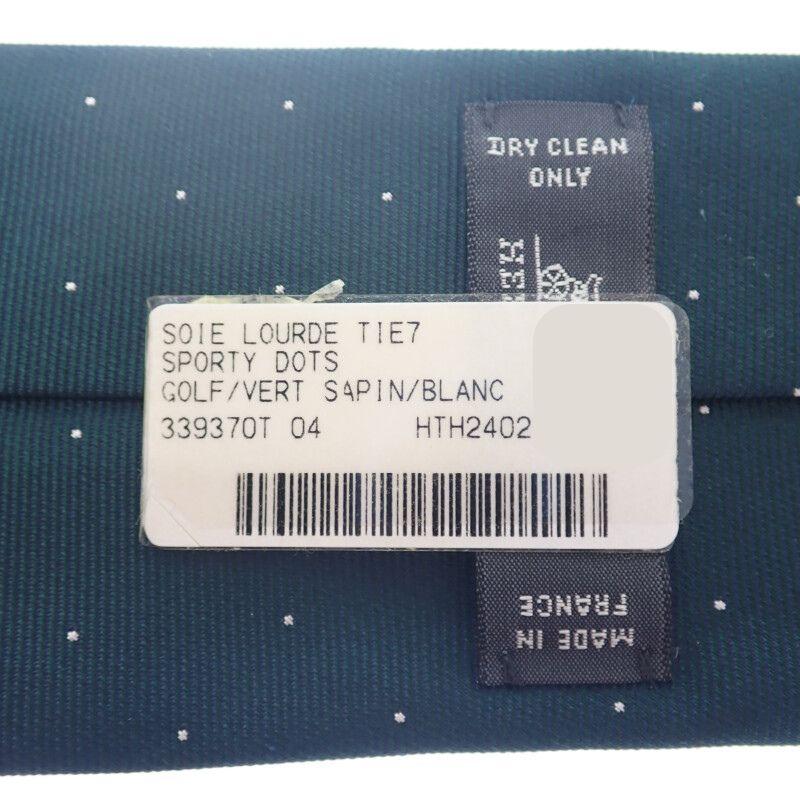 DRY CLEAN
ONLY
SOIE LOURDE TIE7
SPORTY DOTS
GOLF/VERT SAPIN/BLANC
339370T 04 HTH2402
MADE IN
FRANCE